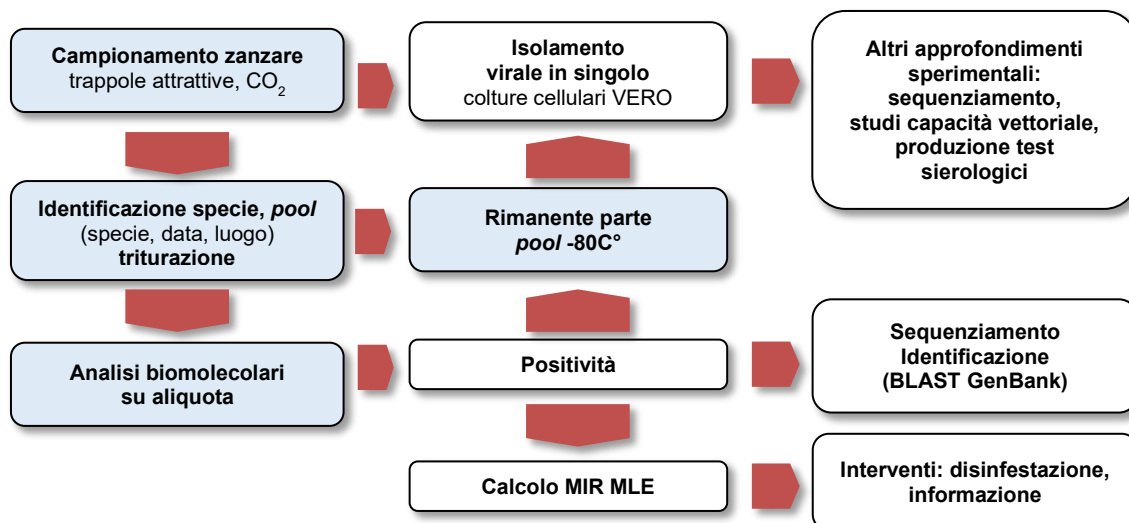 Campionamento zanzare
trappole attrattive, CO₂
Isolamento
virale in singolo
colture cellulari VERO
Altri approfondimenti
sperimentali:
sequenziamento,
studi capacità vettoriale,
produzione test
sierologici
Identificazione specie, pool
(specie, data, luogo)
triturazione
Rimanente parte
pool -80C°
Analisi biomolecolari
su aliquota
Positività
Sequenziamento
Identificazione
(BLAST GenBank)
Calcolo MIR MLE
Interventi: disinfestazione,
informazione